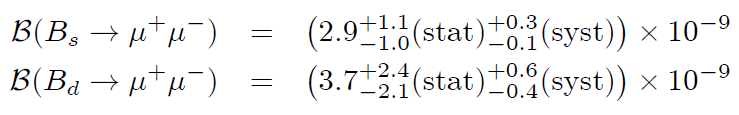 B(B_s → μ⁺μ⁻) = (2.9^{+1.1}_{−1.0}(stat)^{+0.3}_{−0.1}(syst)) × 10⁻⁹
B(B_d → μ⁺μ⁻) = (3.7^{+2.4}_{−2.1}(stat)^{+0.6}_{−0.4}(syst)) × 10⁻⁹